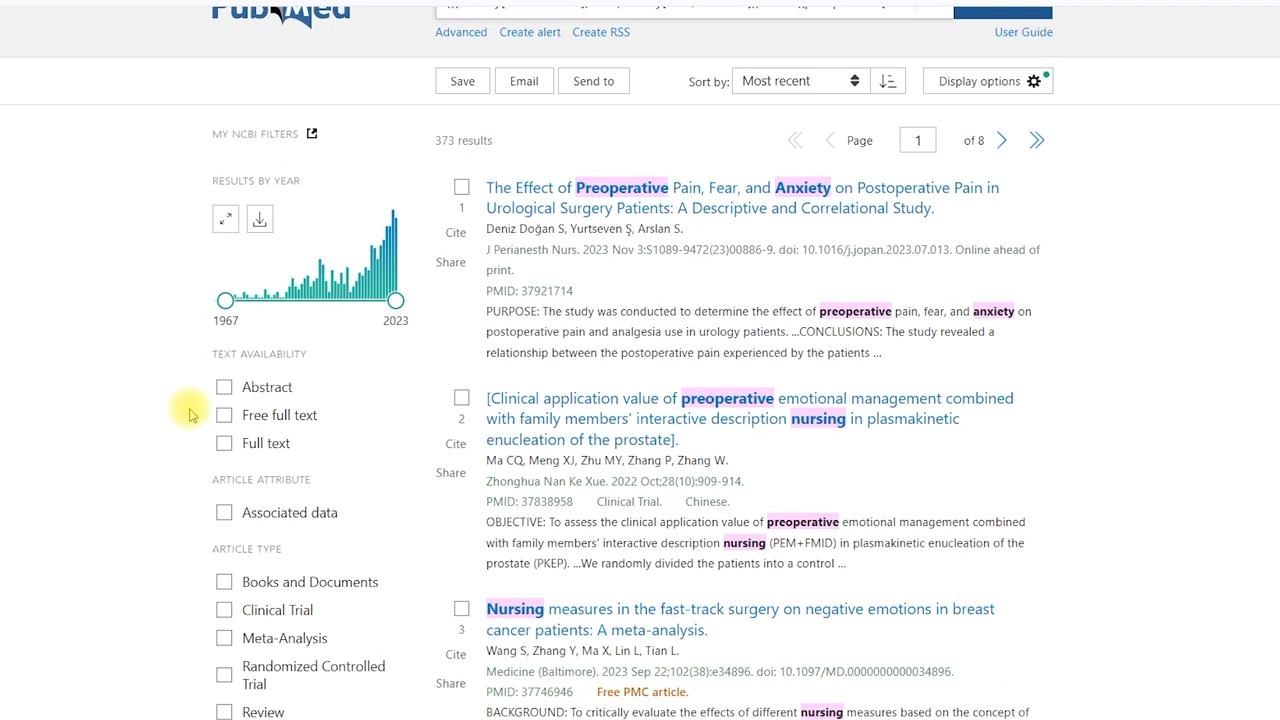 PubMed
Advanced Create alert Create RSS User Guide
Save Email Send to Sort by: Most recent Display options
MY NCBI FILTERS
373 results Page 1 of 8
RESULTS BY YEAR
1967 2023
TEXT AVAILABILITY
Abstract
Free full text
Full text
ARTICLE ATTRIBUTE
Associated data
ARTICLE TYPE
Books and Documents
Clinical Trial
Meta-Analysis
Randomized Controlled
Trial
Review
The Effect of Preoperative Pain, Fear, and Anxiety on Postoperative Pain in
1 Urological Surgery Patients: A Descriptive and Correlational Study.
Cite Deniz Doğan S, Yurtseven Ş, Arslan S.
J Perianesth Nurs. 2023 Nov 3:S1089-9472(23)00886-9. doi: 10.1016/j.jopan.2023.07.013. Online ahead of
Share print.
PMID: 37921714
PURPOSE: The study was conducted to determine the effect of preoperative pain, fear, and anxiety on
postoperative pain and analgesia use in urology patients. ...CONCLUSIONS: The study revealed a
relationship between the postoperative pain experienced by the patients ...
[Clinical application value of preoperative emotional management combined
2 with family members' interactive description nursing in plasmakinetic
Cite enucleation of the prostate].
Ma CQ, Meng XJ, Zhu MY, Zhang P, Zhang W.
Share Zhonghua Nan Ke Xue. 2022 Oct;28(10):909-914.
PMID: 37838958 Clinical Trial. Chinese.
OBJECTIVE: To assess the clinical application value of preoperative emotional management combined
with family members' interactive description nursing (PEM+FMID) in plasmakinetic enucleation of the
prostate (PKEP). ...We randomly divided the patients into a control ...
Nursing measures in the fast-track surgery on negative emotions in breast
3 cancer patients: A meta-analysis.
Cite Wang S, Zhang Y, Ma X, Lin L, Tian L.
Medicine (Baltimore). 2023 Sep 22;102(38):e34896. doi: 10.1097/MD.0000000000034896.
Share PMID: 37746946 Free PMC article.
BACKGROUND: To critically evaluate the effects of different nursing measures based on the concept of